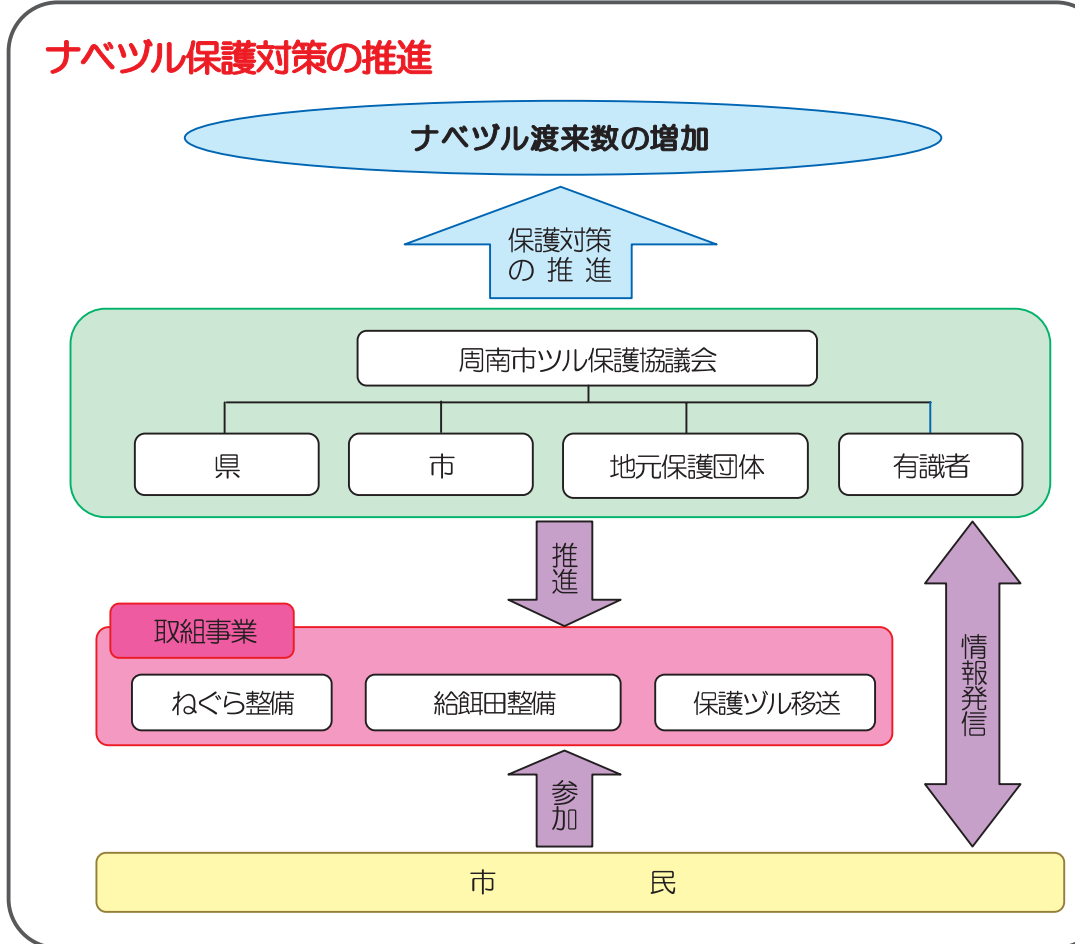 ナベヅル保護対策の推進
ナベヅル渡来数の増加
保護対策
の推進
周南市ツル保護協議会
県
市
地元保護団体
有識者
推進
取組事業
ねぐら整備
給餌田整備
保護ヅル移送
情報発信
参加
市民